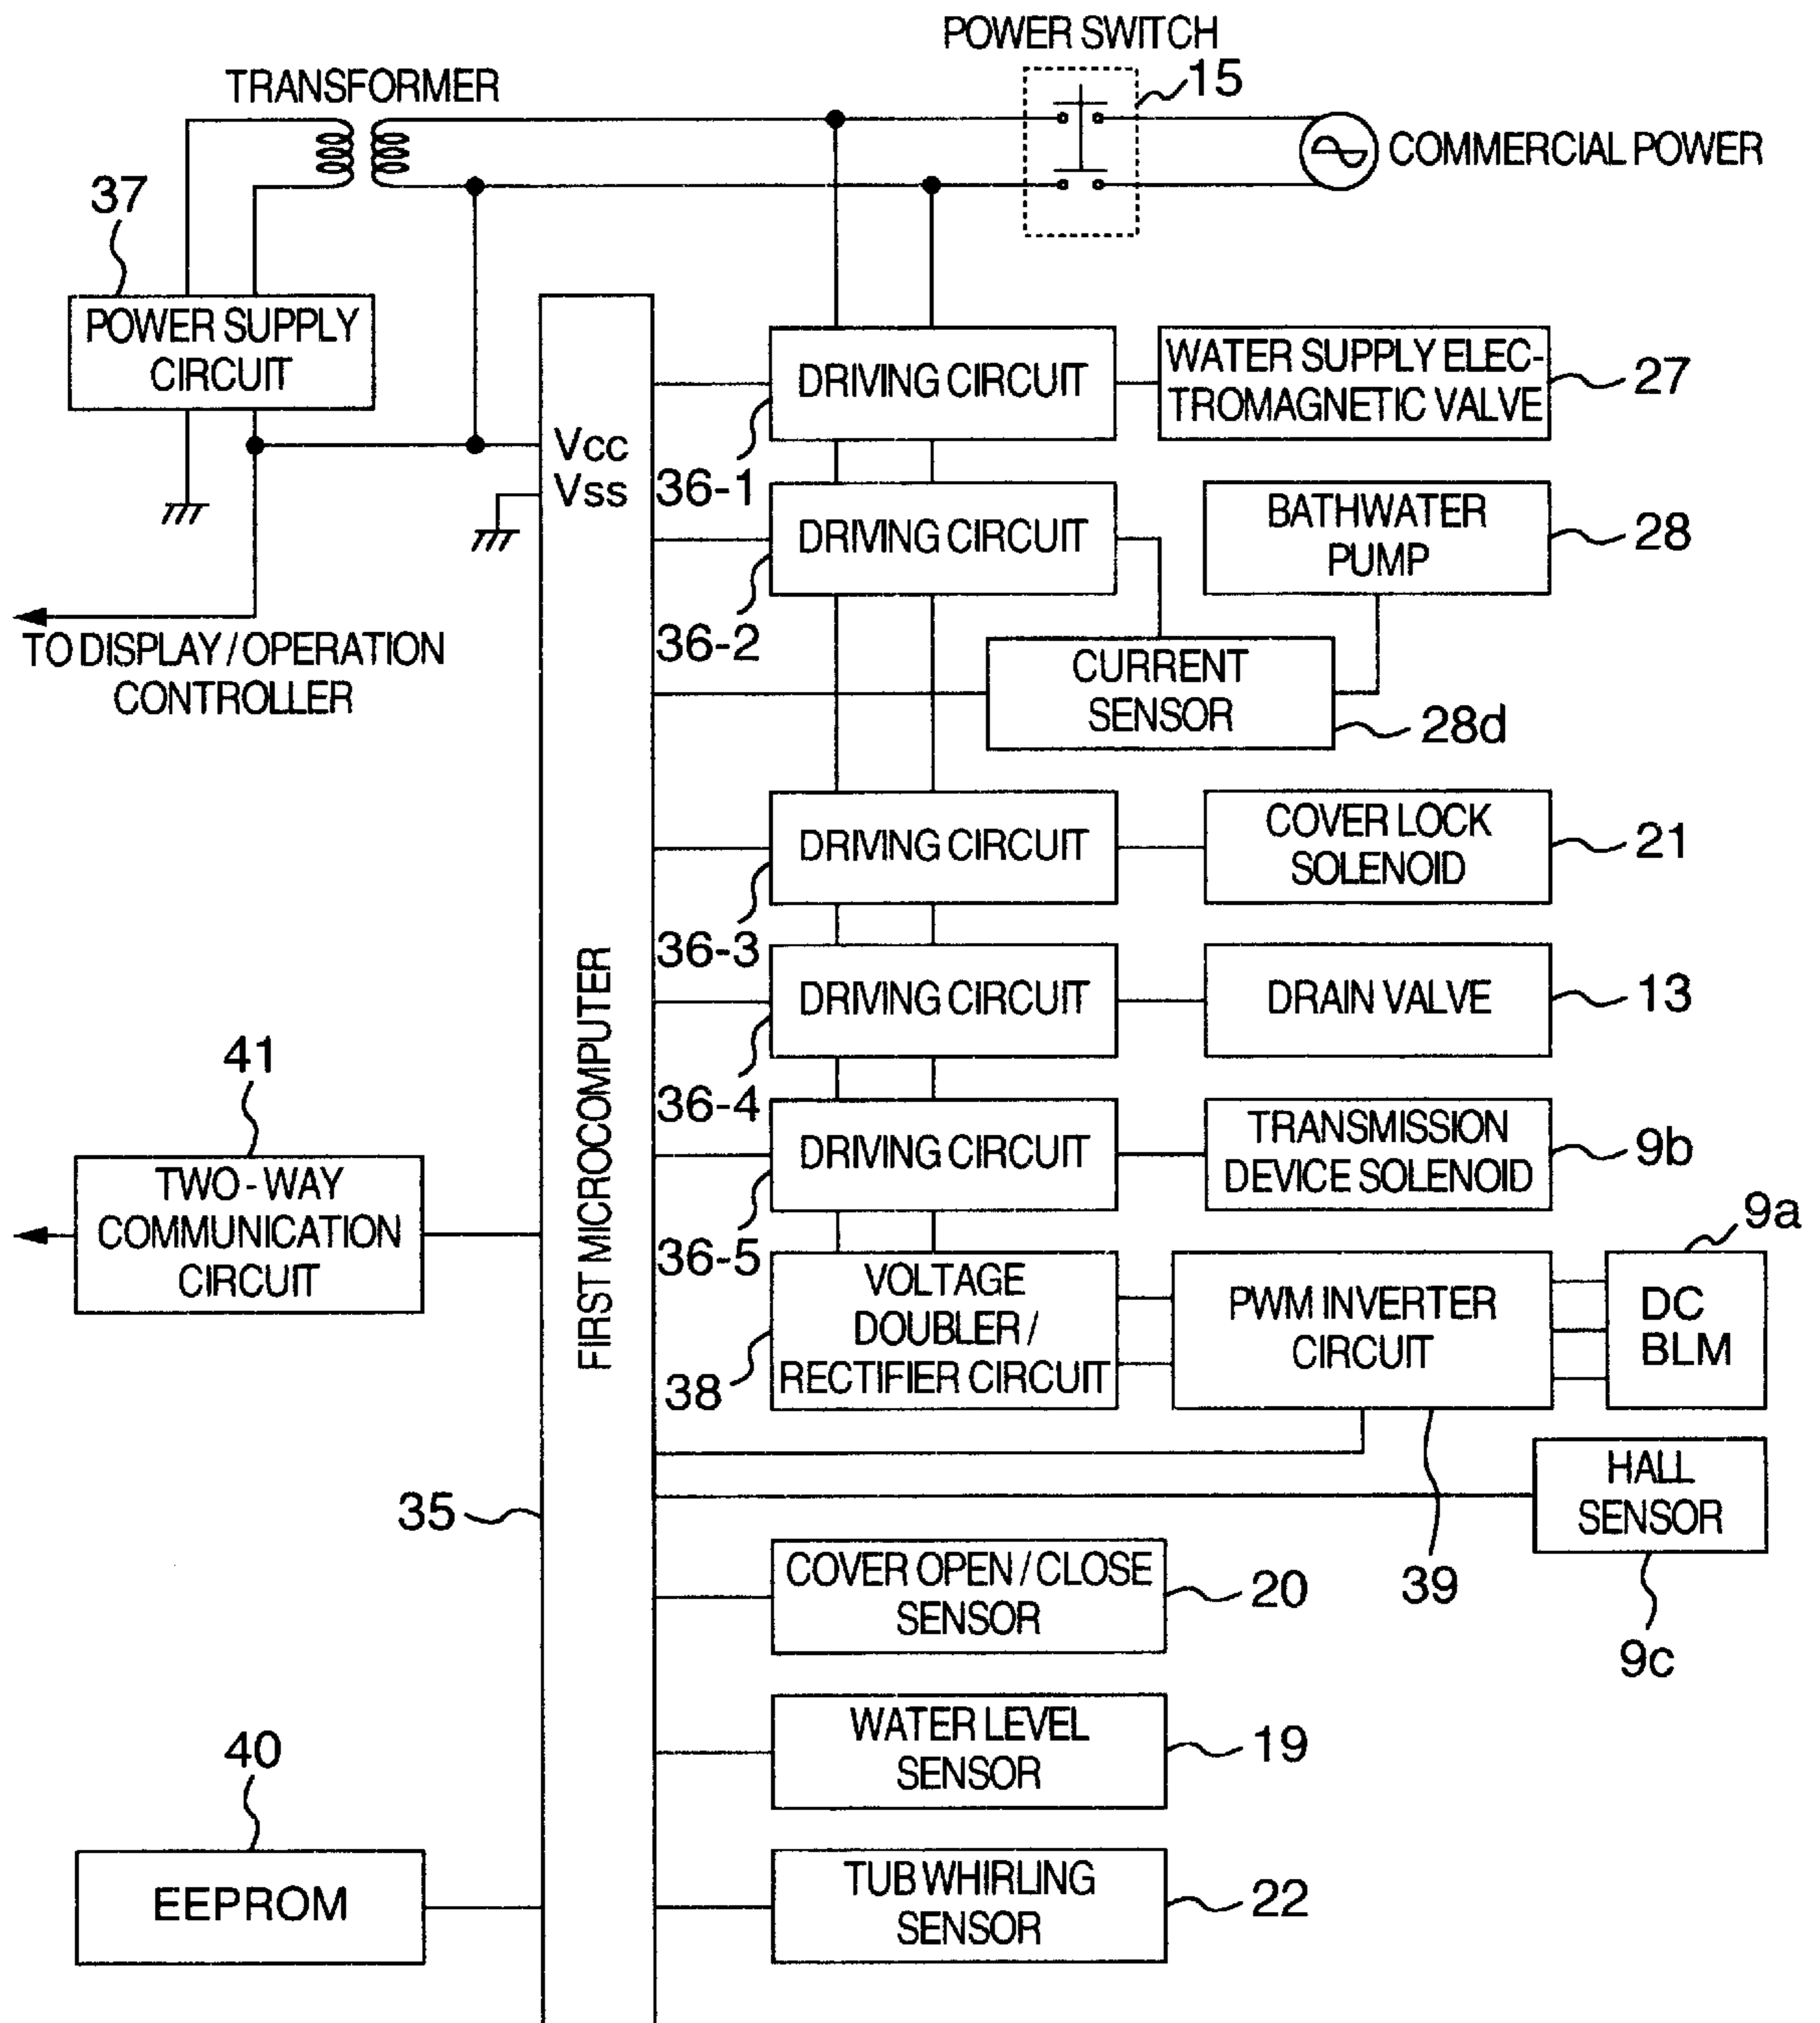 POWER SWITCH
15
TRANSFORMER
COMMERCIAL POWER
37
POWER SUPPLY
CIRCUIT
DRIVING CIRCUIT
WATER SUPPLY ELEC-
TROMAGNETIC VALVE
27
Vcc
Vss
36-1
DRIVING CIRCUIT
BATHWATER
PUMP
28
TO DISPLAY / OPERATION
CONTROLLER
36-2
CURRENT
SENSOR
28d
DRIVING CIRCUIT
COVER LOCK
SOLENOID
21
36-3
FIRST MICROCOMPUTER
DRIVING CIRCUIT
DRAIN VALVE
13
41
36-4
DRIVING CIRCUIT
TRANSMISSION
DEVICE SOLENOID
9b
TWO-WAY
COMMUNICATION
CIRCUIT
36-5
9a
VOLTAGE
DOUBLER /
RECTIFIER CIRCUIT
38
PWM INVERTER
CIRCUIT
DC
BLM
35
HALL
SENSOR
39
9c
COVER OPEN / CLOSE
SENSOR
20
40
WATER LEVEL
SENSOR
19
EEPROM
TUB WHIRLING
SENSOR
22